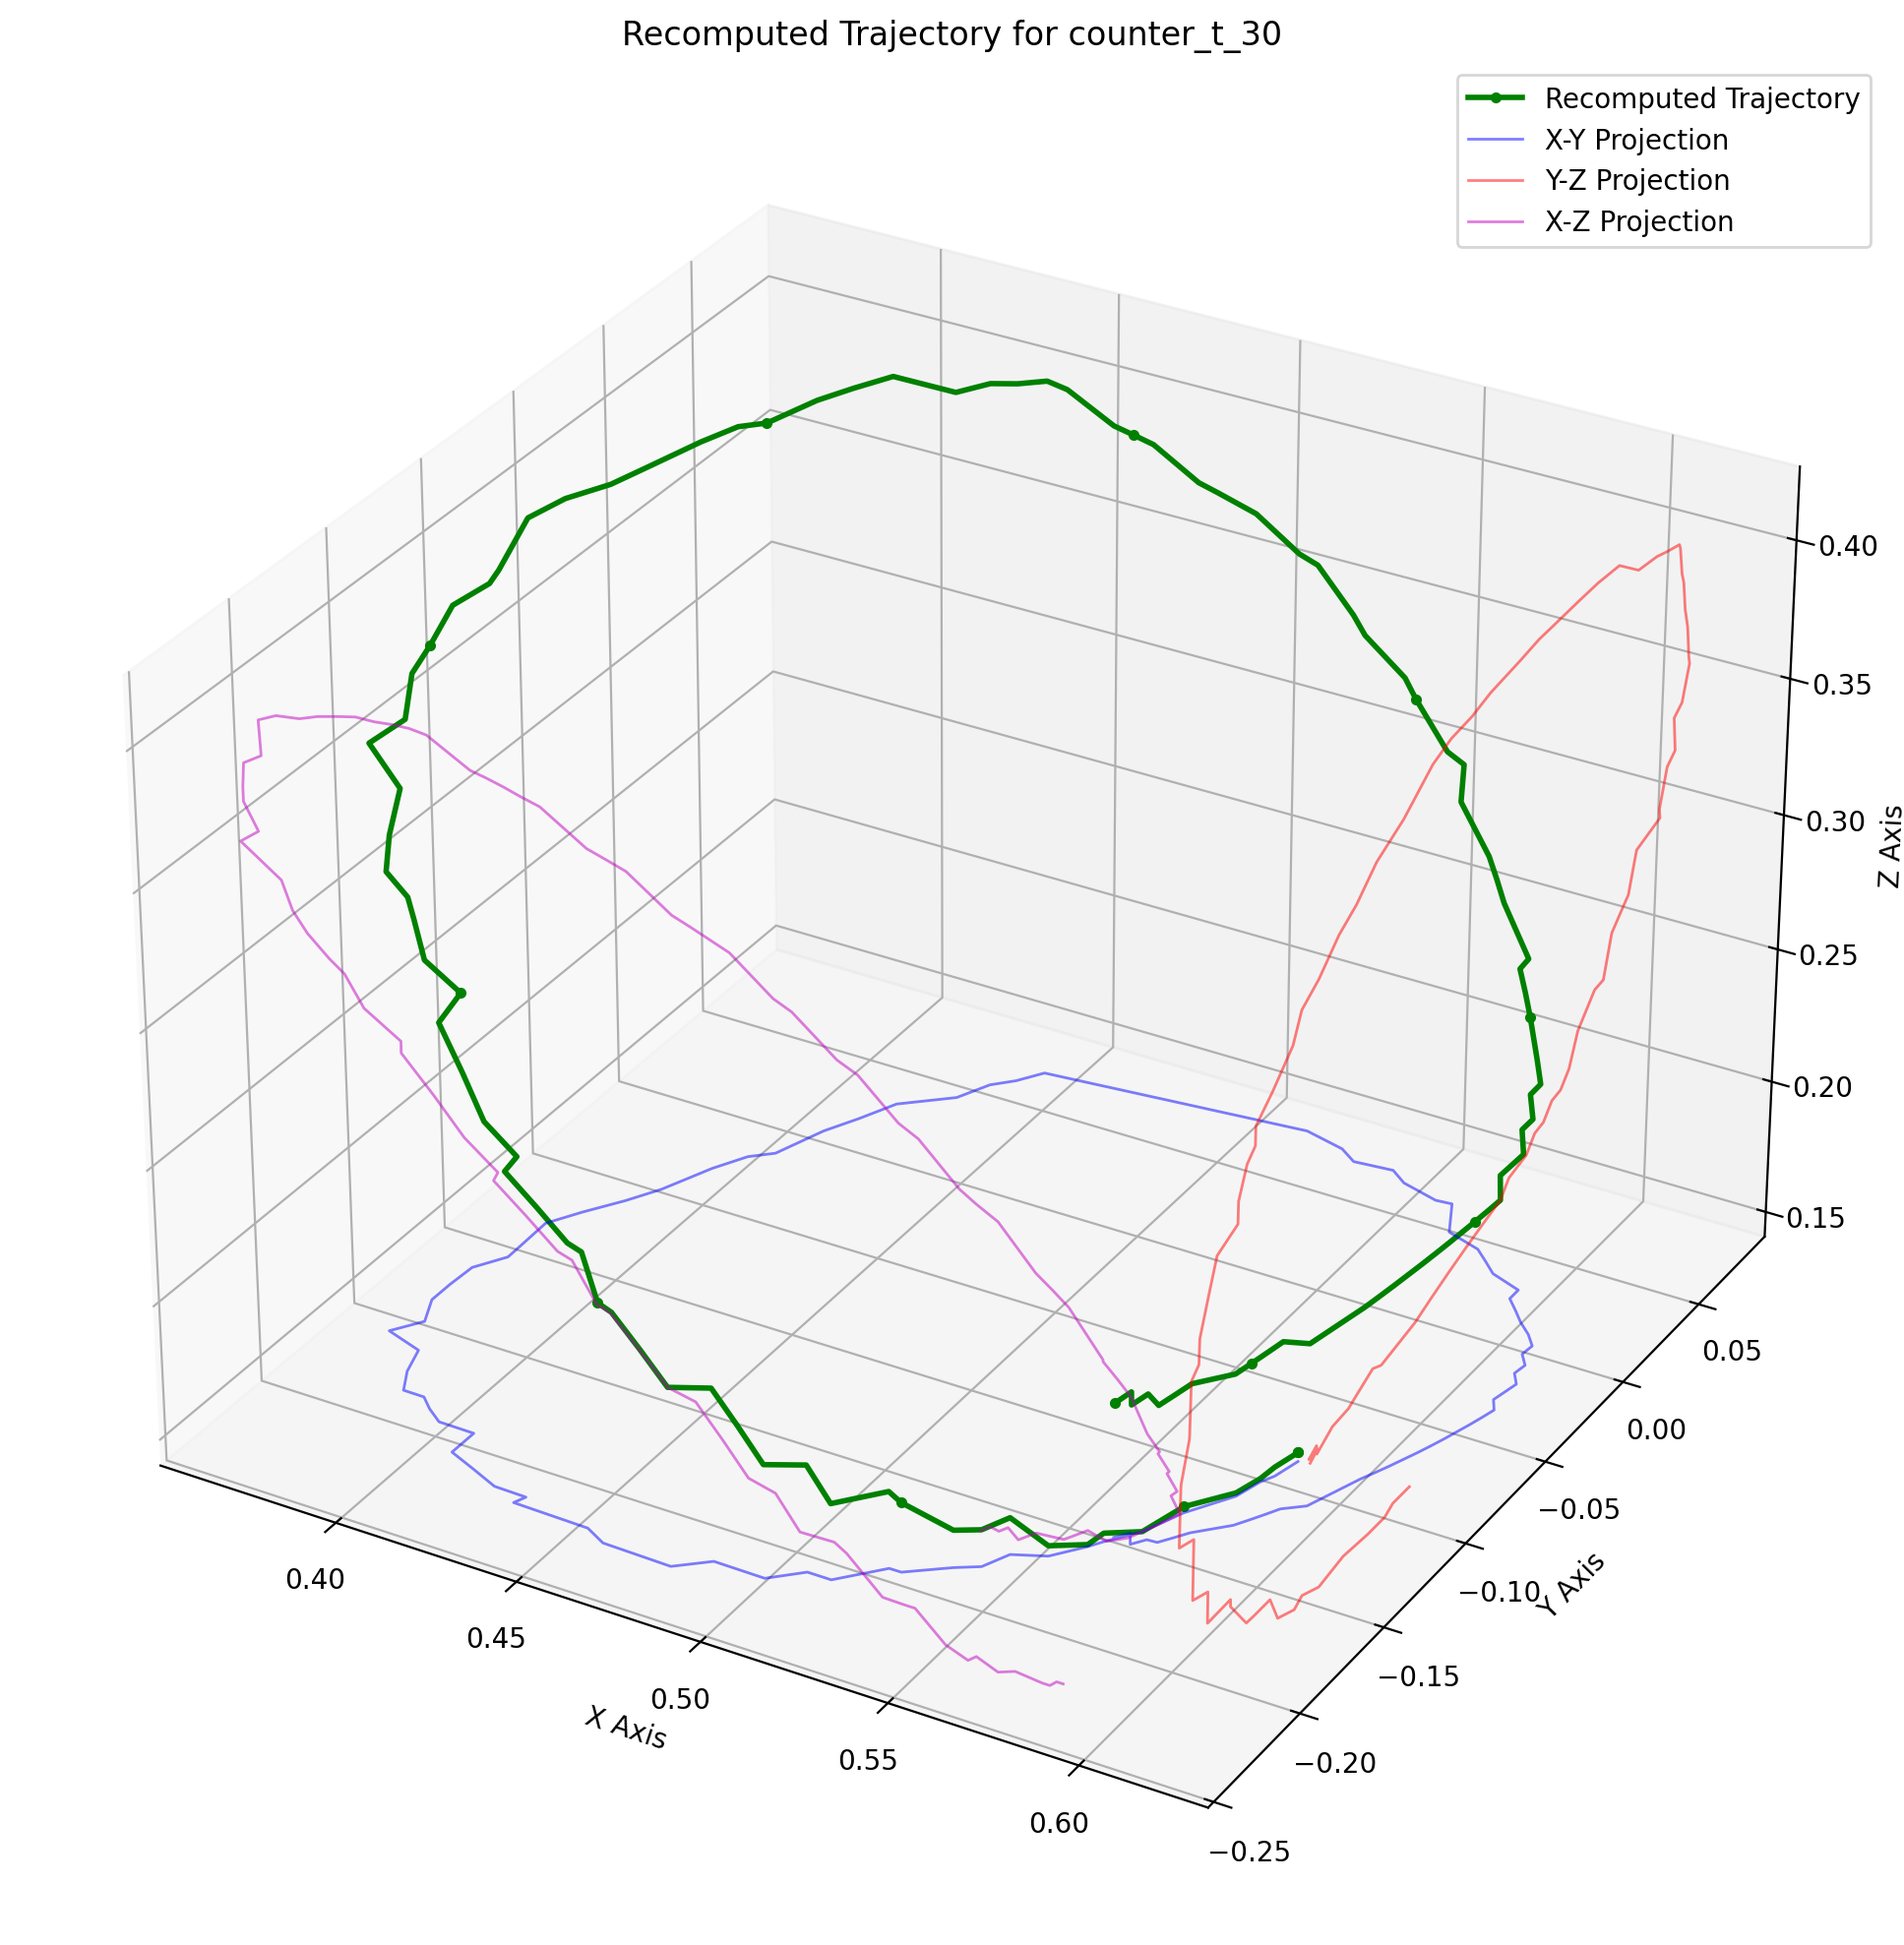 Recomputed Trajectory for counter_t_30
Recomputed Trajectory
X-Y Projection
Y-Z Projection
X-Z Projection
0.40
0.35
0.30
0.25
0.20
0.15
Z Axis
0.05
0.00
−0.05
−0.10
−0.15
−0.20
−0.25
Y Axis
0.40
0.45
0.50
0.55
0.60
X Axis